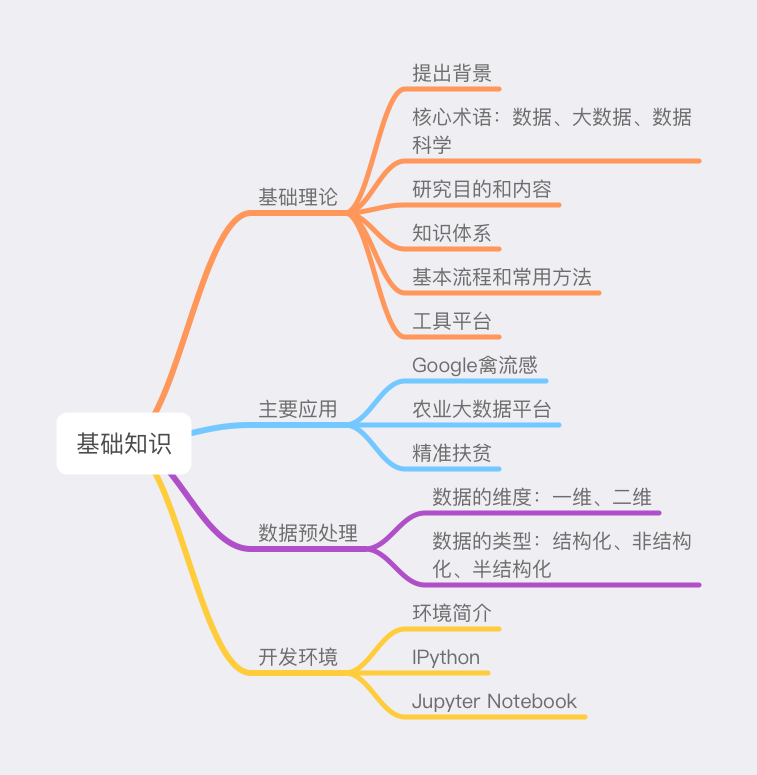 基础知识
基础理论
提出背景
核心术语：数据、大数据、数据
科学
研究目的和内容
知识体系
基本流程和常用方法
工具平台
主要应用
Google禽流感
农业大数据平台
精准扶贫
数据预处理
数据的维度：一维、二维
数据的类型：结构化、非结构
化、半结构化
开发环境
环境简介
IPython
Jupyter Notebook